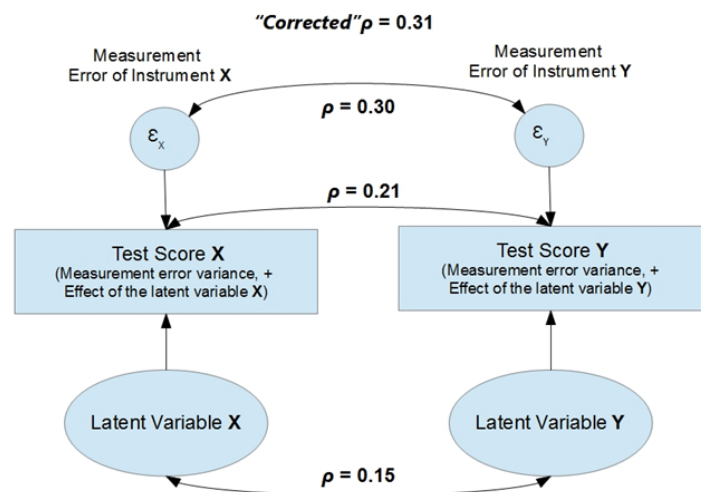 “Corrected”ρ = 0.31
Measurement
Error of Instrument X
Measurement
Error of Instrument Y
ρ = 0.30
εX
εY
ρ = 0.21
Test Score X
(Measurement error variance, +
Effect of the latent variable X)
Test Score Y
(Measurement error variance, +
Effect of the latent variable Y)
Latent Variable X
Latent Variable Y
ρ = 0.15